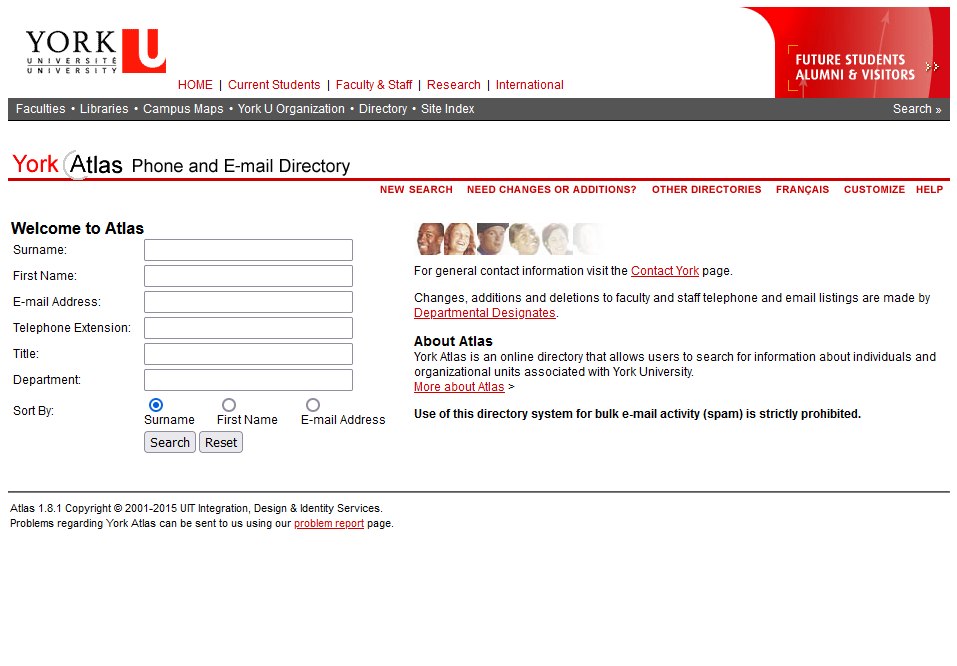 YORK U
UNIVERSITÉ
UNIVERSITY
FUTURE STUDENTS
ALUMNI & VISITORS
HOME | Current Students | Faculty & Staff | Research | International
Faculties • Libraries • Campus Maps • York U Organization • Directory • Site Index
Search »
York Atlas Phone and E-mail Directory
NEW SEARCH NEED CHANGES OR ADDITIONS? OTHER DIRECTORIES FRANÇAIS CUSTOMIZE HELP
Welcome to Atlas
Surname:
First Name:
E-mail Address:
Telephone Extension:
Title:
Department:
Sort By:
Surname First Name E-mail Address
Search Reset
For general contact information visit the Contact York page.
Changes, additions and deletions to faculty and staff telephone and email listings are made by
Departmental Designates.
About Atlas
York Atlas is an online directory that allows users to search for information about individuals and
organizational units associated with York University.
More about Atlas >
Use of this directory system for bulk e-mail activity (spam) is strictly prohibited.
Atlas 1.8.1 Copyright © 2001-2015 UIT Integration, Design & Identity Services.
Problems regarding York Atlas can be sent to us using our problem report page.